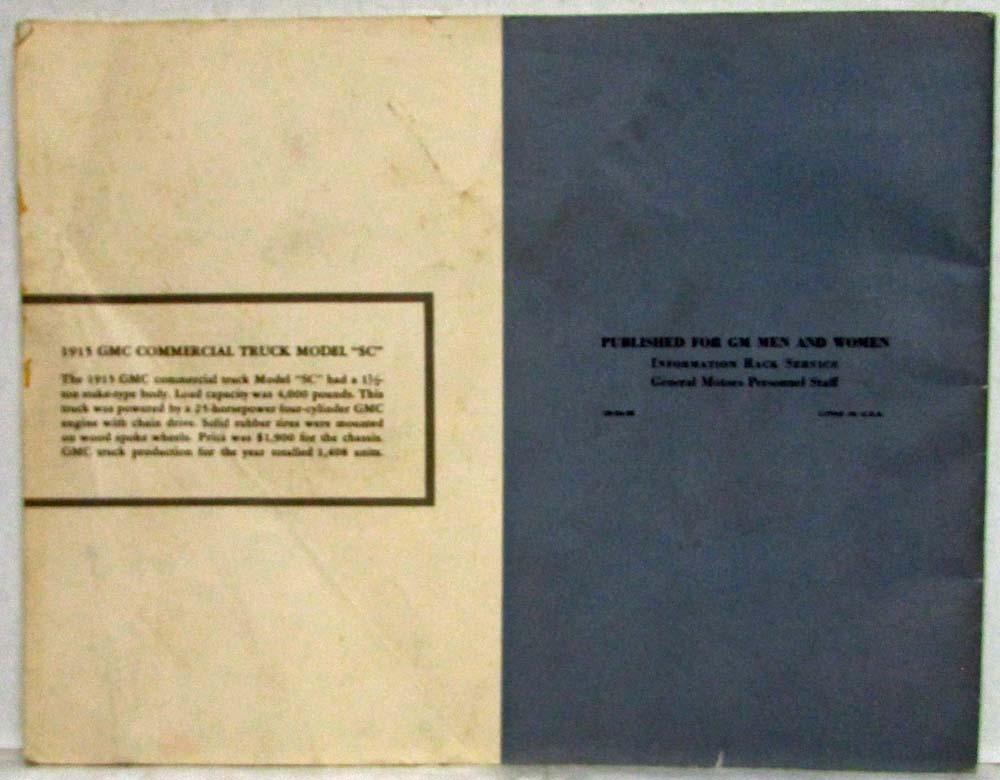 1915 GMC COMMERCIAL TRUCK MODEL "SC"
The 1915 GMC commercial truck Model "SC" had a 1½-
ton stake-type body. Load capacity was 4,000 pounds. This
truck was powered by a 25-horsepower four-cylinder GMC
engine with chain drive. Solid rubber tires were mounted
on wood spoke wheels. Price was $1,900 for the chassis.
GMC truck production for the year totalled 1,408 units.
PUBLISHED FOR GM MEN AND WOMEN
INFORMATION RACK SERVICE
General Motors Personnel Staff
LITHO IN U.S.A.